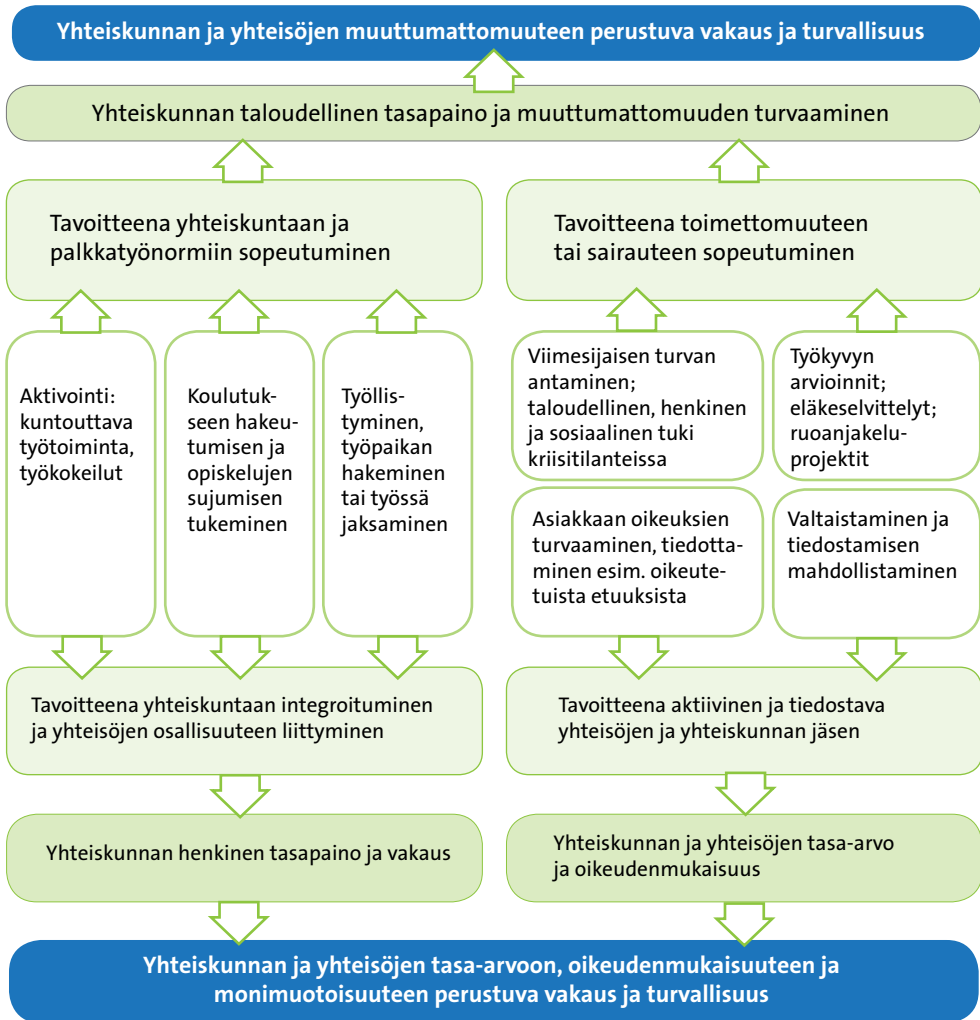 Yhteiskunnan ja yhteisöjen muuttumattomuuteen perustuva vakaus ja turvallisuus
Yhteiskunnan taloudellinen tasapaino ja muuttumattomuuden turvaaminen
Tavoitteena yhteiskuntaan ja
palkkatyönormiin sopeutuminen
Tavoitteena toimettomuuteen
tai sairauteen sopeutuminen
Aktivointi:
kuntouttava
työtoiminta,
työkokeilut
Koulutuk-
seen hakeu-
tumisen ja
opiskelujen
sujumisen
tukeminen
Työllis-
tyminen,
työpaikan
hakeminen
tai työssä
jaksaminen
Viimesijaisen turvan
antaminen;
taloudellinen, henkinen
ja sosiaalinen tuki
kriisitilanteissa
Työkyvyn
arvioinnit;
eläkeselvittelyt;
ruoanjakelu-
projektit
Asiakkaan oikeuksien
turvaaminen, tiedotta-
minen esim. oikeute-
tuista etuuksista
Valtaistaminen ja
tiedostamisen
mahdollistaminen
Tavoitteena yhteiskuntaan integroituminen
ja yhteisöjen osallisuuteen liittyminen
Tavoitteena aktiivinen ja tiedostava
yhteisöjen ja yhteiskunnan jäsen
Yhteiskunnan henkinen tasapaino ja vakaus
Yhteiskunnan ja yhteisöjen tasa-arvo
ja oikeudenmukaisuus
Yhteiskunnan ja yhteisöjen tasa-arvoon, oikeudenmukaisuuteen ja
monimuotoisuuteen perustuva vakaus ja turvallisuus